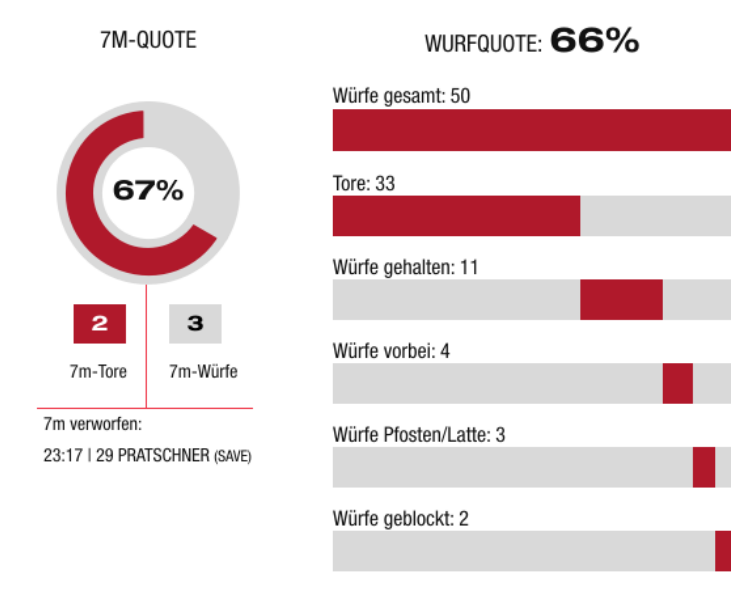 7M-QUOTE
67%
2
3
7m-Tore
7m-Würfe
7m verworfen:
23:17 | 29 PRATSCHNER (SAVE)
WURFQUOTE: 66%
Würfe gesamt: 50
Tore: 33
Würfe gehalten: 11
Würfe vorbei: 4
Würfe Pfosten/Latte: 3
Würfe geblockt: 2